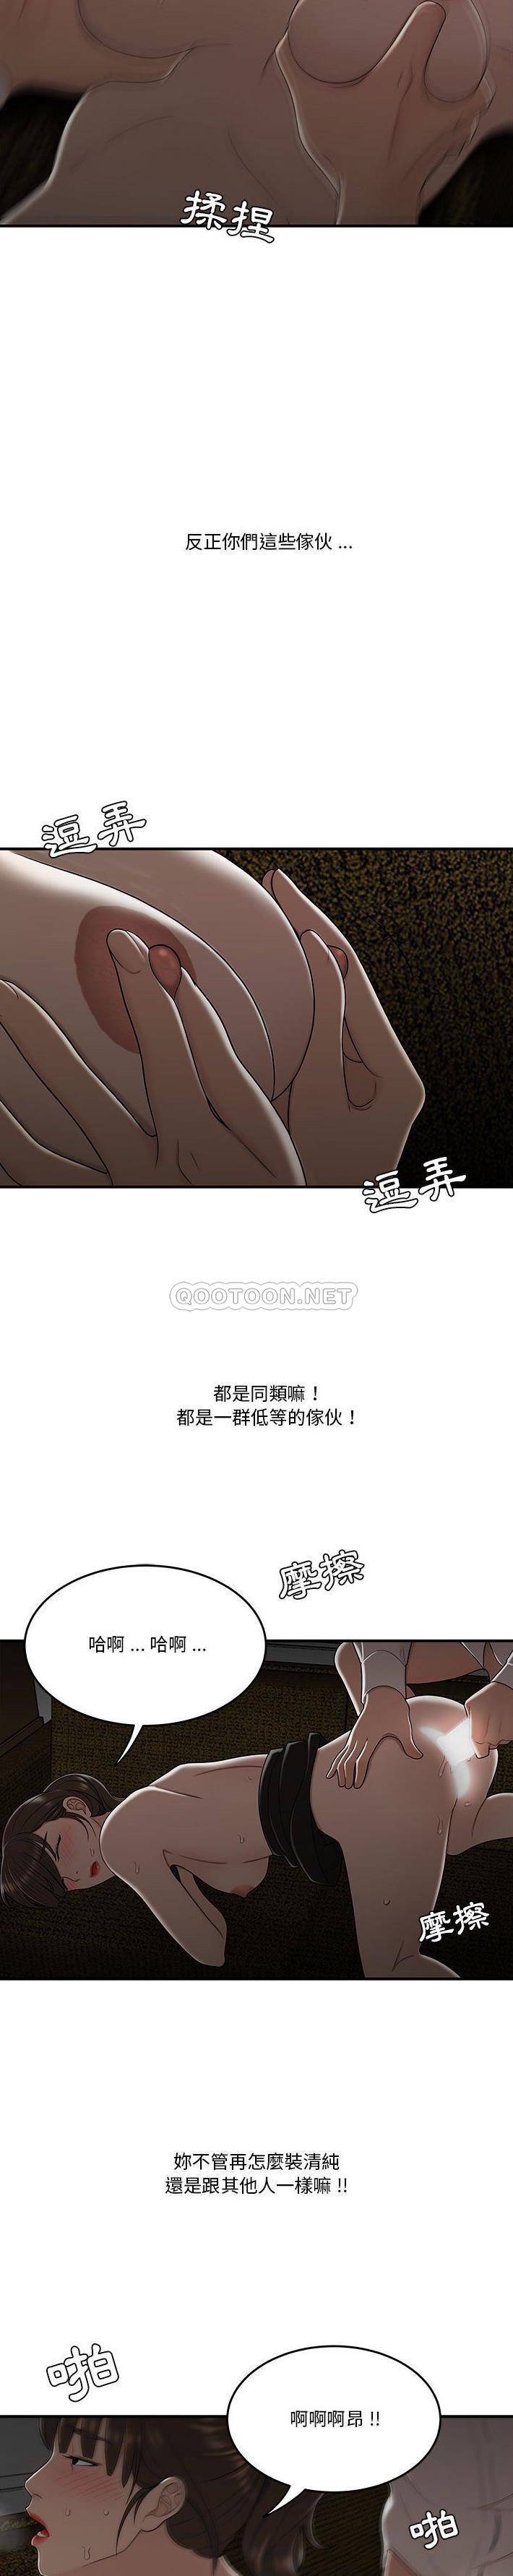 揉捏
反正你們這些傢伙...
逗弄
逗弄
QOOTOON.NET
都是同類嘛！
都是一群低等的傢伙！
摩擦
哈啊...哈啊...
摩擦
妳不管再怎麼裝清純
還是跟其他人一樣嘛!!
啪
啊啊啊昂!!
啪